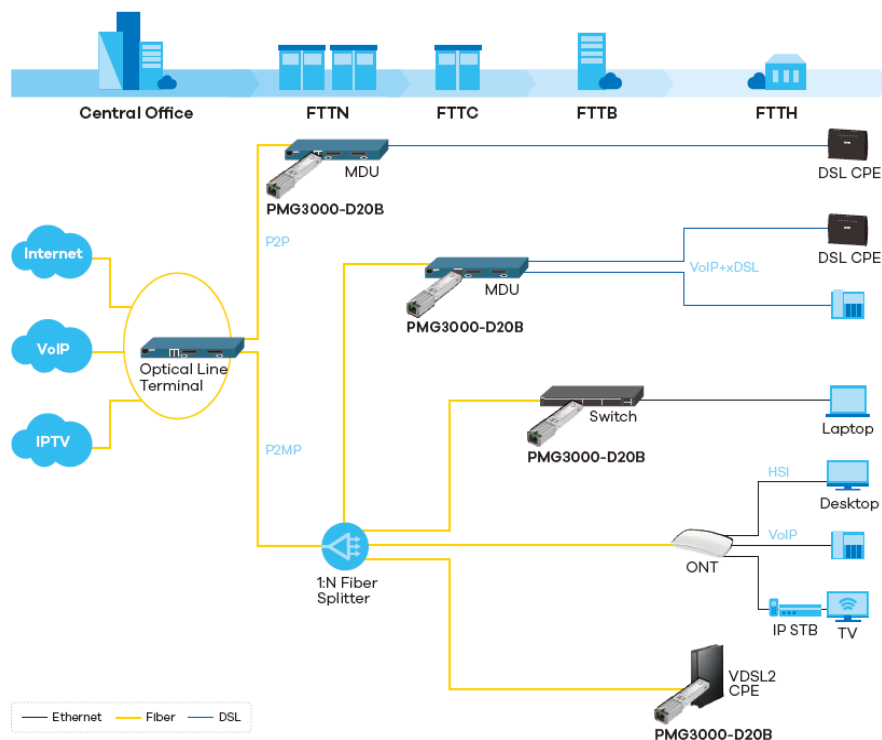 Central Office
FTTN
FTTC
FTTB
FTTH
MDU
DSL CPE
PMG3000-D20B
P2P
DSL CPE
Internet
VoIP+xDSL
MDU
PMG3000-D20B
VoIP
Optical Line
Terminal
Switch
Laptop
IPTV
P2MP
PMG3000-D20B
HSI
Desktop
VoIP
ONT
1:N Fiber
Splitter
IP STB
TV
VDSL2
CPE
PMG3000-D20B
Ethernet
Fiber
DSL